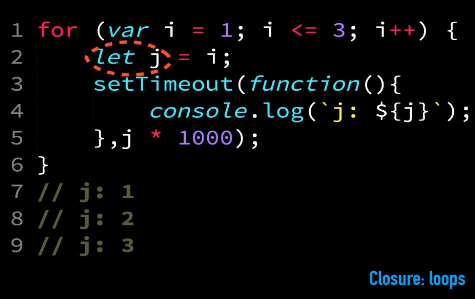 1 for (var i = 1; i <= 3; i++) {
2     let j = i;
3     setTimeout(function(){
4         console.log(`j: ${j}`);
5     },j * 1000);
6 }
7 // j: 1
8 // j: 2
9 // j: 3
Closure: loops